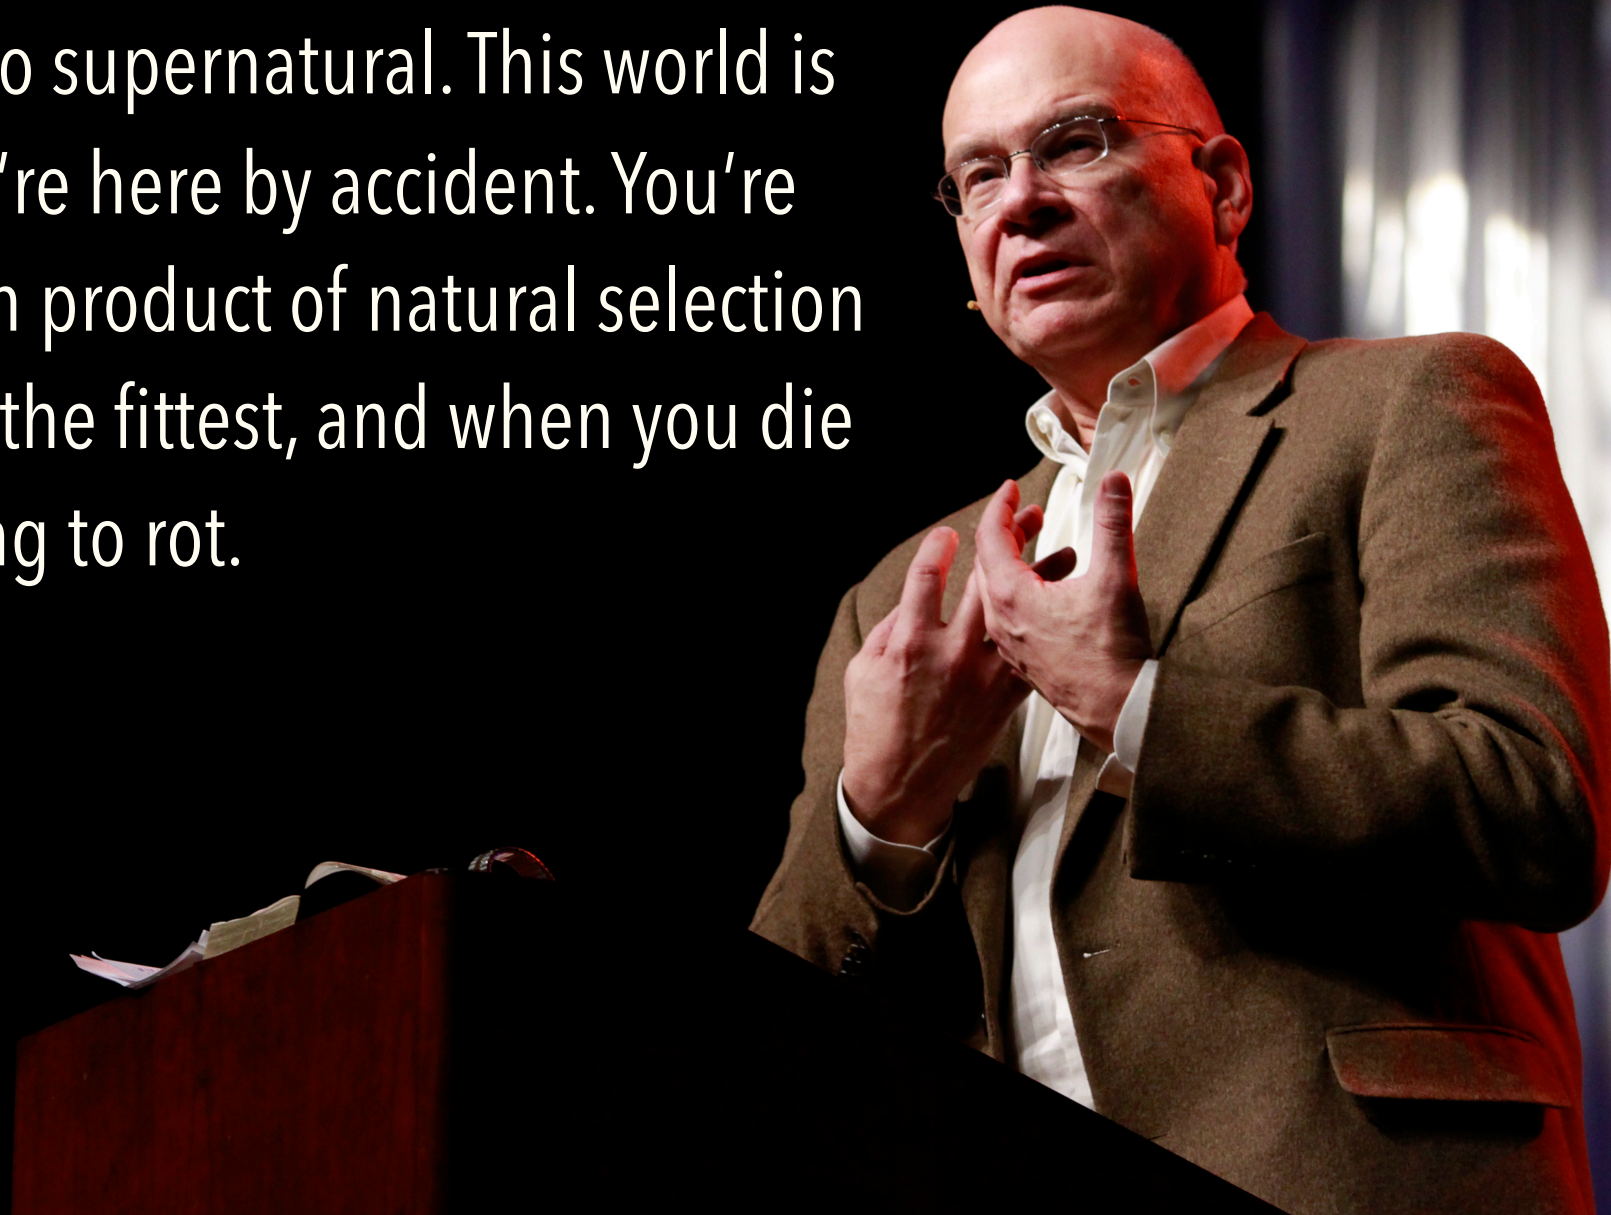 o supernatural. This world is
’re here by accident. You’re
product of natural selection
the fittest, and when you die
to rot.